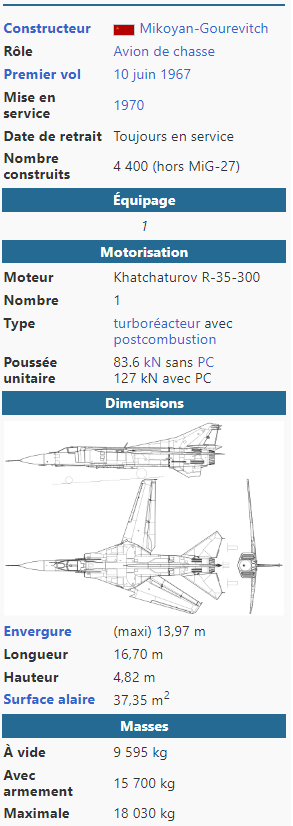 Constructeur Mikoyan-Gourevitch
Rôle Avion de chasse
Premier vol 10 juin 1967
Mise en
service 1970
Date de retrait Toujours en service
Nombre
construits 4 400 (hors MiG-27)
Équipage
1
Motorisation
Moteur Khatchaturov R-35-300
Nombre 1
Type turboréacteur avec
postcombustion
Poussée 83.6 kN sans PC
unitaire 127 kN avec PC
Dimensions
Envergure (maxi) 13,97 m
Longueur 16,70 m
Hauteur 4,82 m
Surface alaire 37,35 m²
Masses
À vide 9 595 kg
Avec
armement 15 700 kg
Maximale 18 030 kg